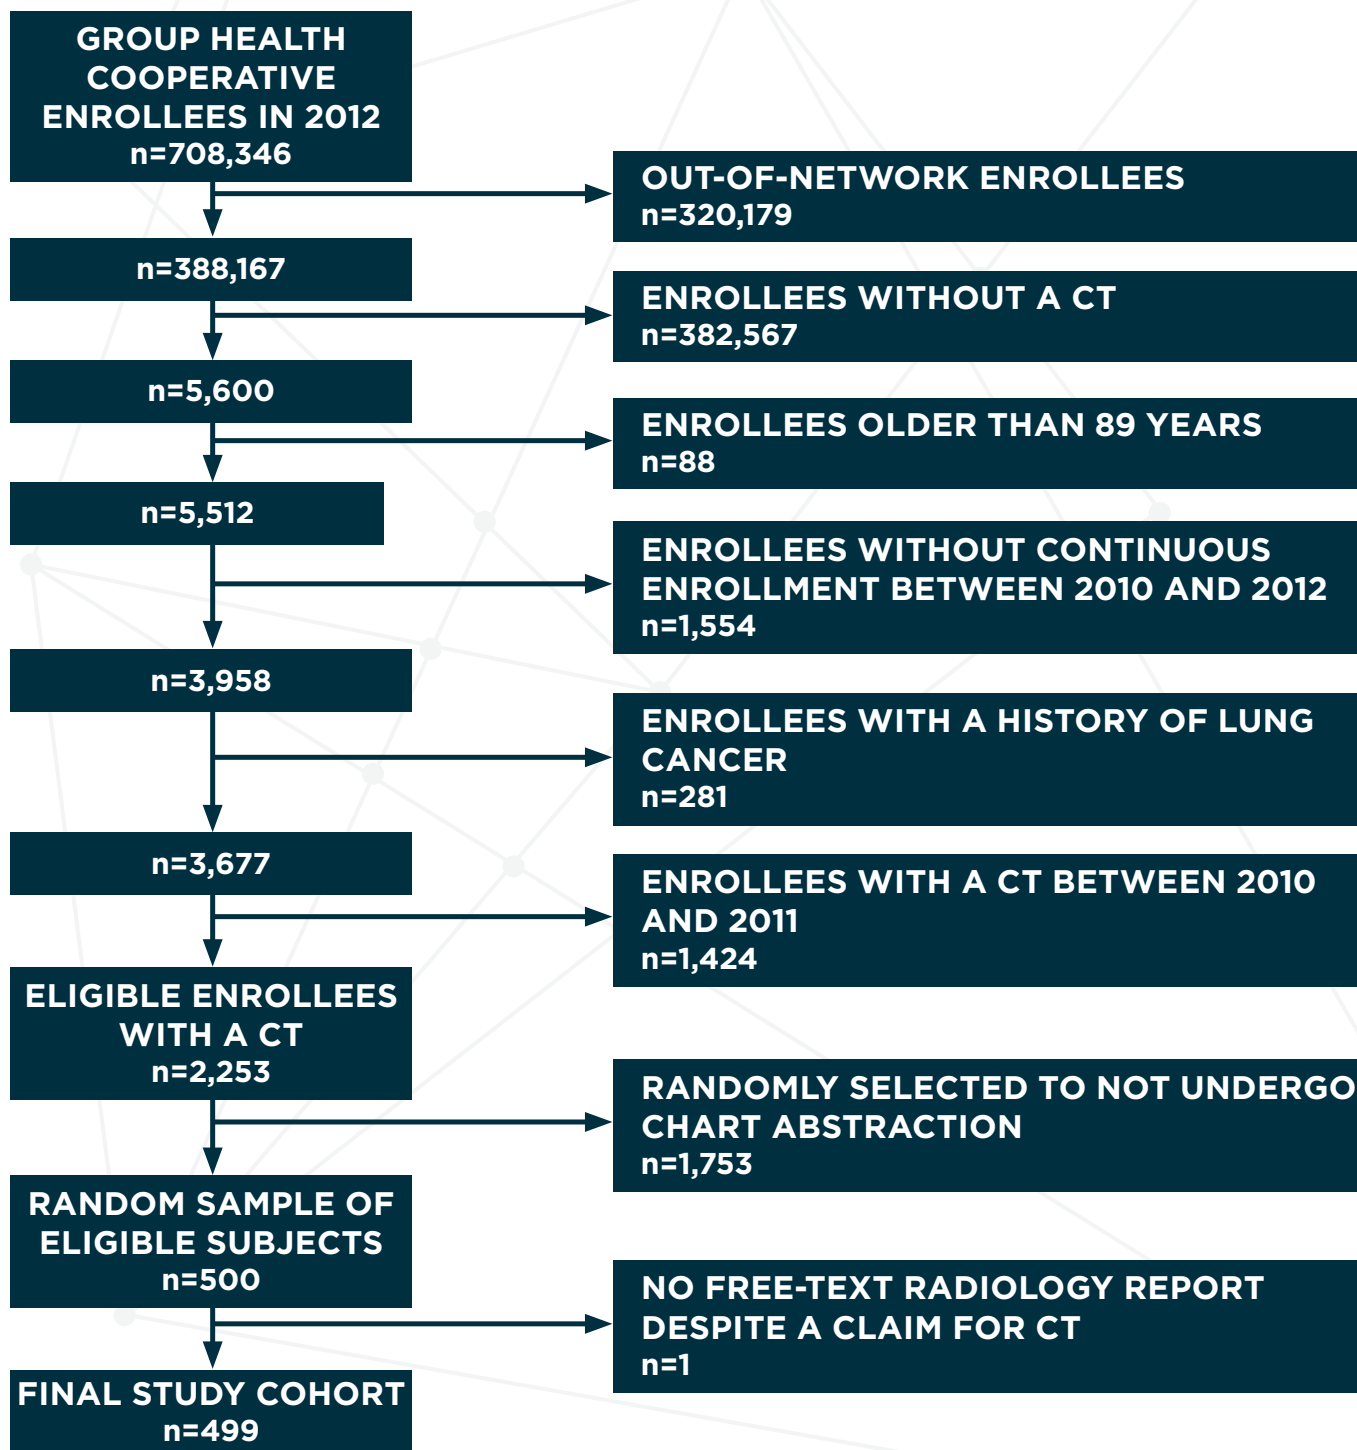 GROUP HEALTH
COOPERATIVE
ENROLLEES IN 2012
n=708,346
OUT-OF-NETWORK ENROLLEES
n=320,179
n=388,167
ENROLLEES WITHOUT A CT
n=382,567
n=5,600
ENROLLEES OLDER THAN 89 YEARS
n=88
n=5,512
ENROLLEES WITHOUT CONTINUOUS
ENROLLMENT BETWEEN 2010 AND 2012
n=1,554
n=3,958
ENROLLEES WITH A HISTORY OF LUNG
CANCER
n=281
n=3,677
ENROLLEES WITH A CT BETWEEN 2010
AND 2011
n=1,424
ELIGIBLE ENROLLEES
WITH A CT
n=2,253
RANDOMLY SELECTED TO NOT UNDERGO
CHART ABSTRACTION
n=1,753
RANDOM SAMPLE OF
ELIGIBLE SUBJECTS
n=500
NO FREE-TEXT RADIOLOGY REPORT
DESPITE A CLAIM FOR CT
n=1
FINAL STUDY COHORT
n=499